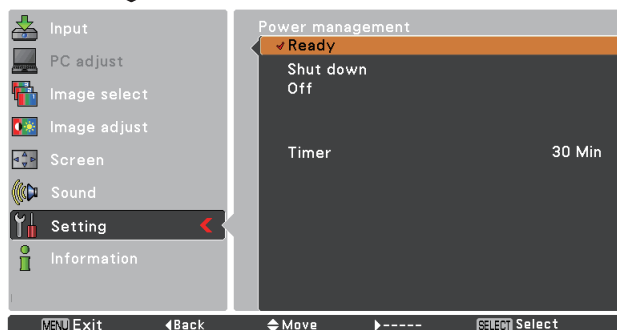 Input
PC adjust
Image select
Image adjust
Screen
Sound
Setting
Information
Power management
✓Ready
Shut down
Off
Timer 30 Min
MENU Exit ◀Back ◆Move ▶----- SELECT Select